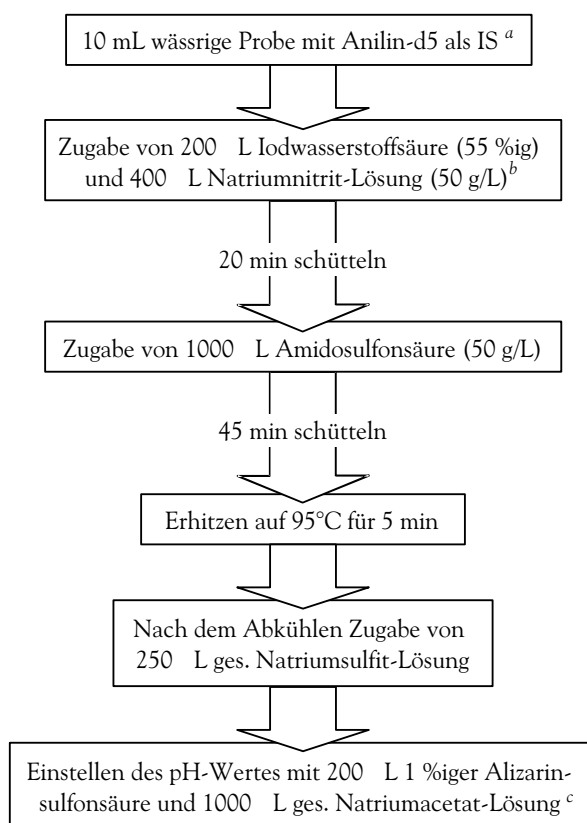 10 mL wässrige Probe mit Anilin-d5 als IS a
Zugabe von 200 L Iodwasserstoffsäure (55 %ig)
und 400 L Natriumnitrit-Lösung (50 g/L) b
20 min schütteln
Zugabe von 1000 L Amidosulfonsäure (50 g/L)
45 min schütteln
Erhitzen auf 95°C für 5 min
Nach dem Abkühlen Zugabe von
250 L ges. Natriumsulfit-Lösung
Einstellen des pH-Wertes mit 200 L 1 %iger Alizarin-
sulfonsäure und 1000 L ges. Natriumacetat-Lösung c